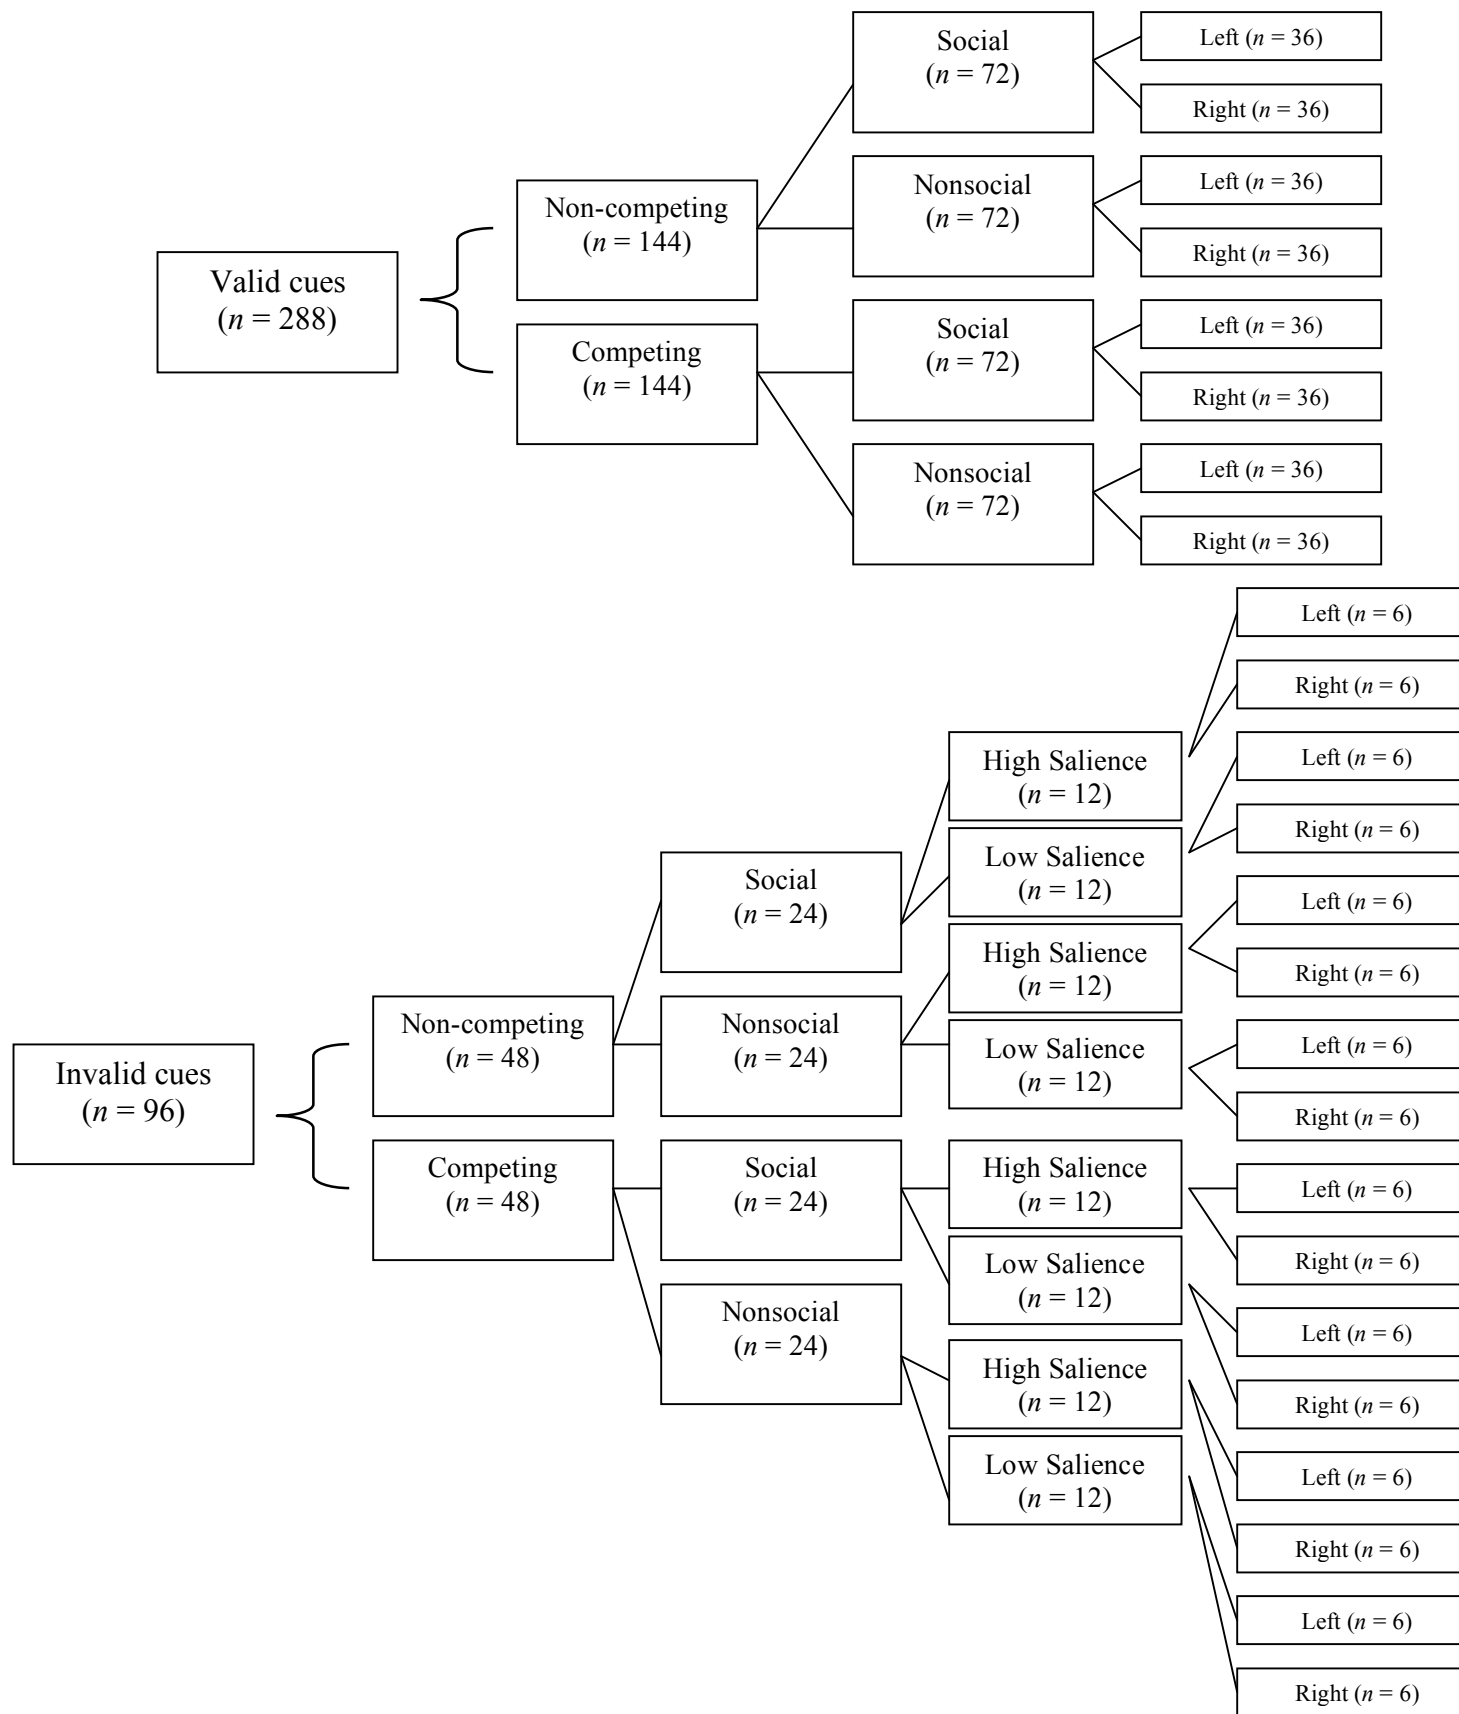 Valid cues
(n = 288)
Non-competing
(n = 144)
Competing
(n = 144)
Social
(n = 72)
Nonsocial
(n = 72)
Social
(n = 72)
Nonsocial
(n = 72)
Left (n = 36)
Right (n = 36)
Left (n = 36)
Right (n = 36)
Left (n = 36)
Right (n = 36)
Left (n = 36)
Right (n = 36)
Invalid cues
(n = 96)
Non-competing
(n = 48)
Competing
(n = 48)
Social
(n = 24)
Nonsocial
(n = 24)
Social
(n = 24)
Nonsocial
(n = 24)
High Salience
(n = 12)
Low Salience
(n = 12)
High Salience
(n = 12)
Low Salience
(n = 12)
High Salience
(n = 12)
Low Salience
(n = 12)
High Salience
(n = 12)
Low Salience
(n = 12)
Left (n = 6)
Right (n = 6)
Left (n = 6)
Right (n = 6)
Left (n = 6)
Right (n = 6)
Left (n = 6)
Right (n = 6)
Left (n = 6)
Right (n = 6)
Left (n = 6)
Right (n = 6)
Left (n = 6)
Right (n = 6)
Left (n = 6)
Right (n = 6)